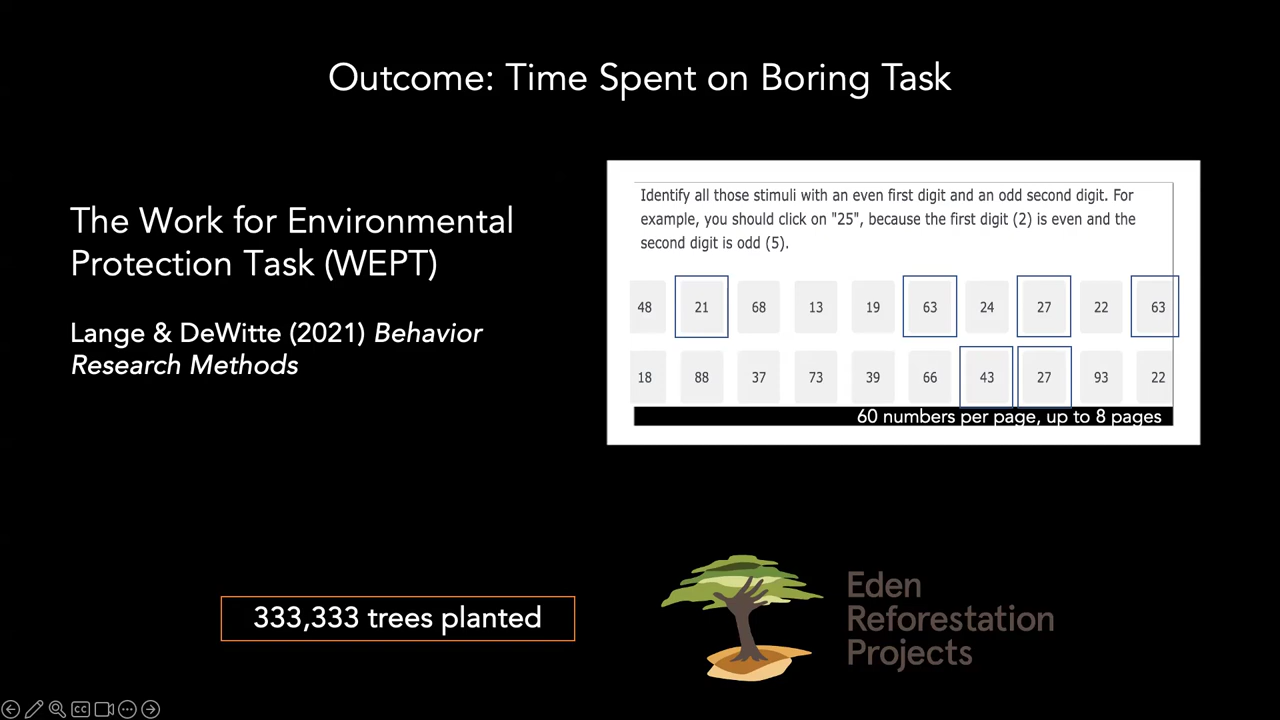 Outcome: Time Spent on Boring Task
The Work for Environmental
Protection Task (WEPT)
Lange & DeWitte (2021) Behavior
Research Methods
Identify all those stimuli with an even first digit and an odd second digit. For
example, you should click on "25", because the first digit (2) is even and the
second digit is odd (5).
48 21 68 13 19 63 24 27 22 63
18 88 37 73 39 66 43 27 93 22
60 numbers per page, up to 8 pages
333,333 trees planted
Eden
Reforestation
Projects
CC